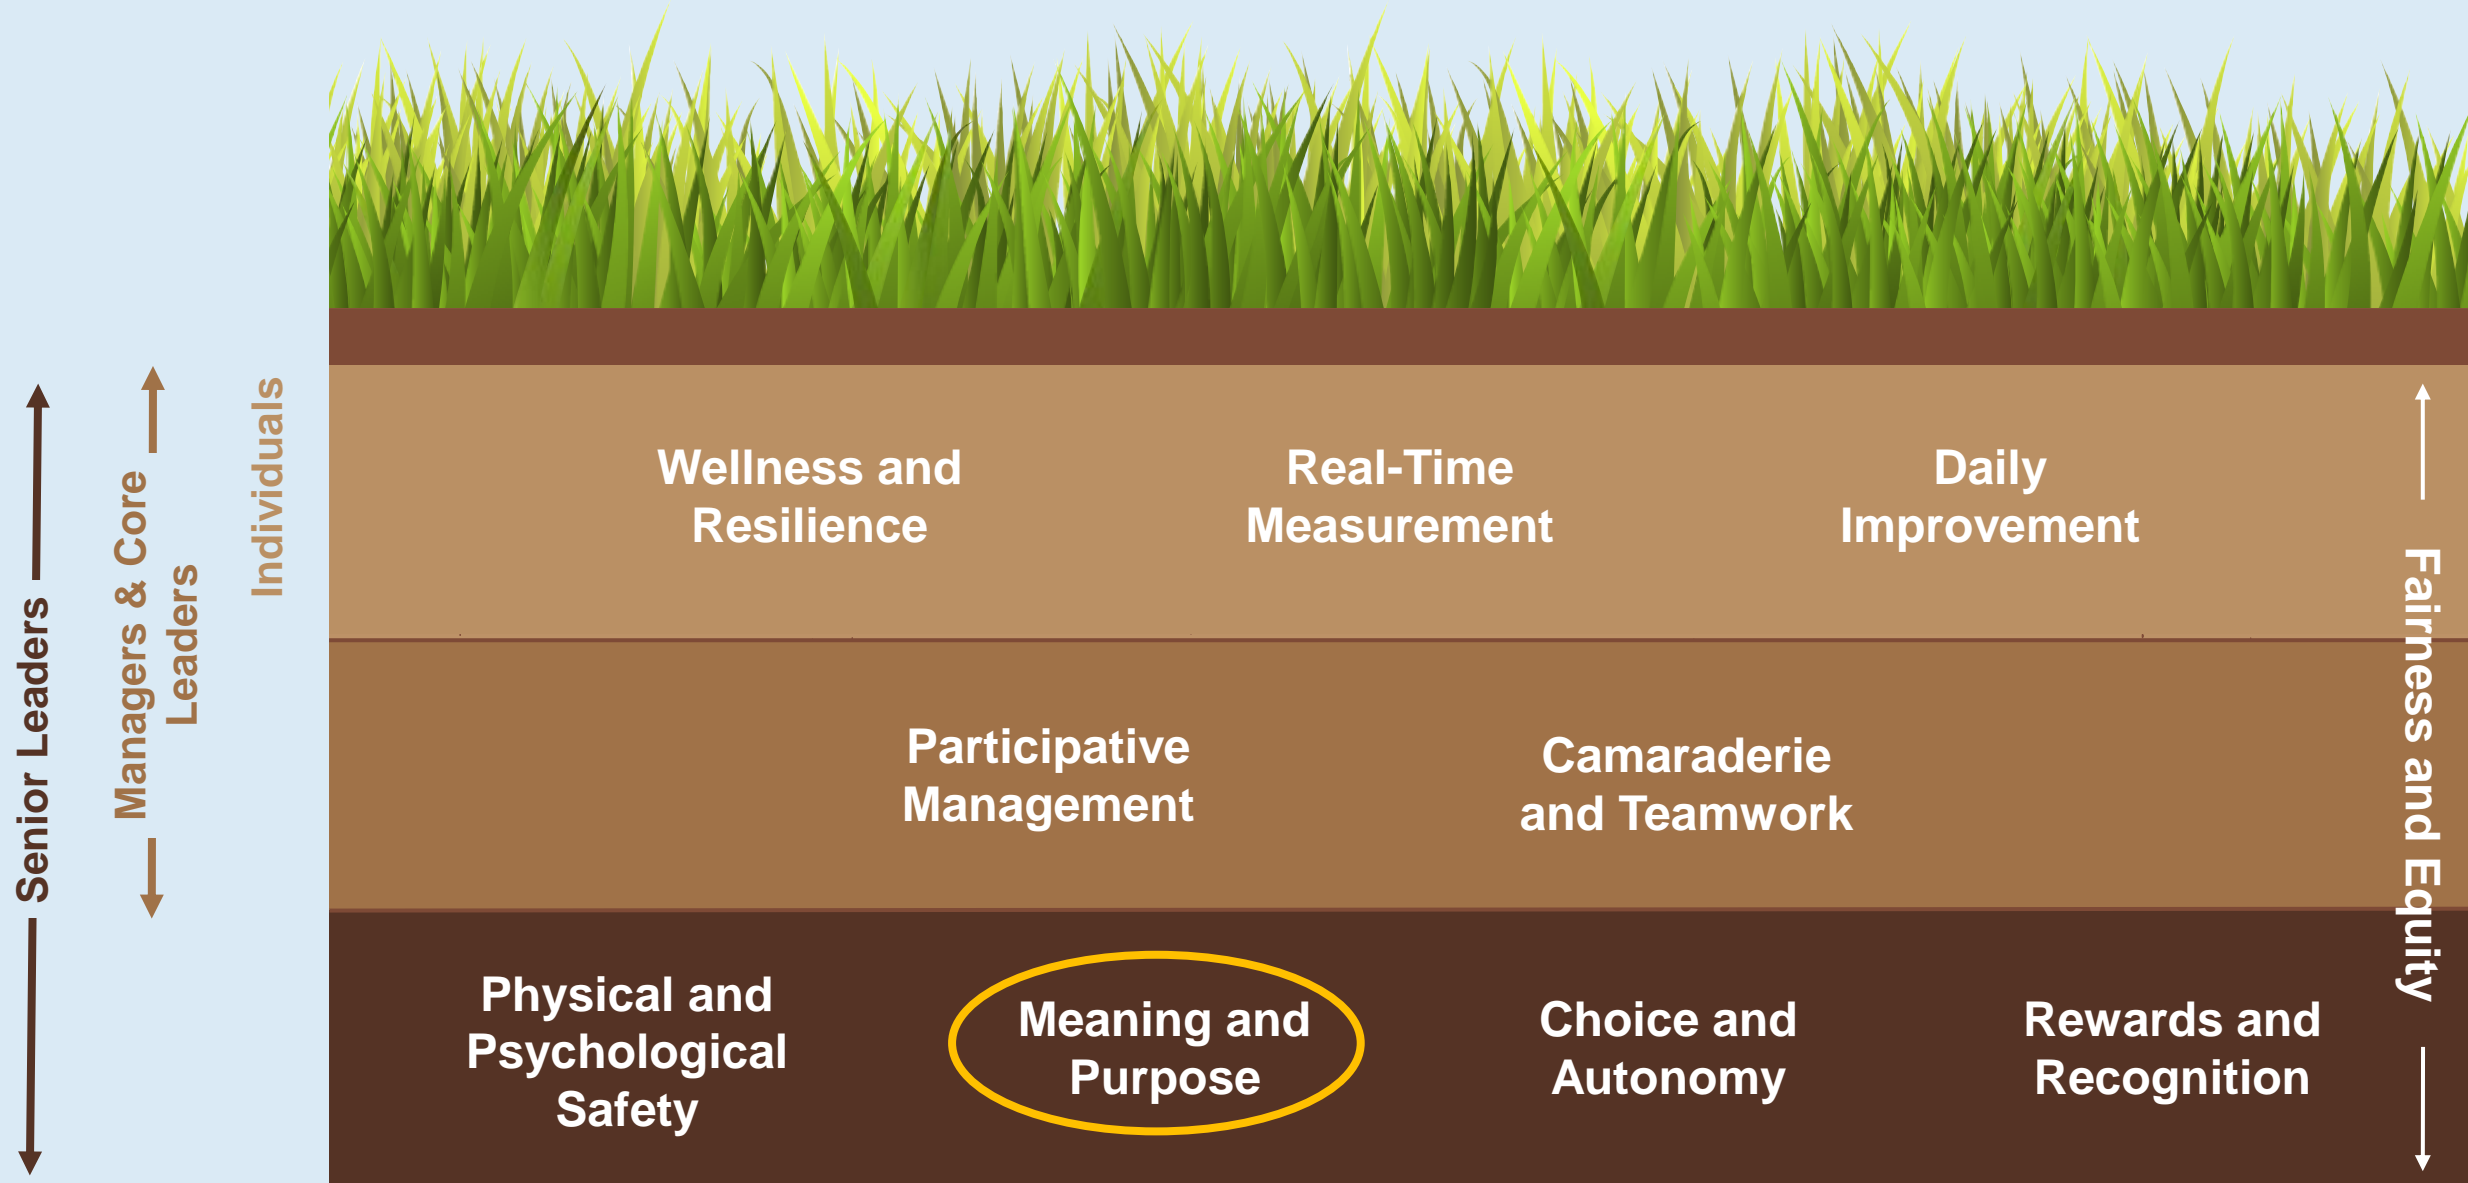 Senior Leaders
Managers & Core
Leaders
Individuals
Wellness and
Resilience
Real-Time
Measurement
Daily
Improvement
Participative
Management
Camaraderie
and Teamwork
Physical and
Psychological
Safety
Meaning and
Purpose
Choice and
Autonomy
Rewards and
Recognition
Fairness and Equity